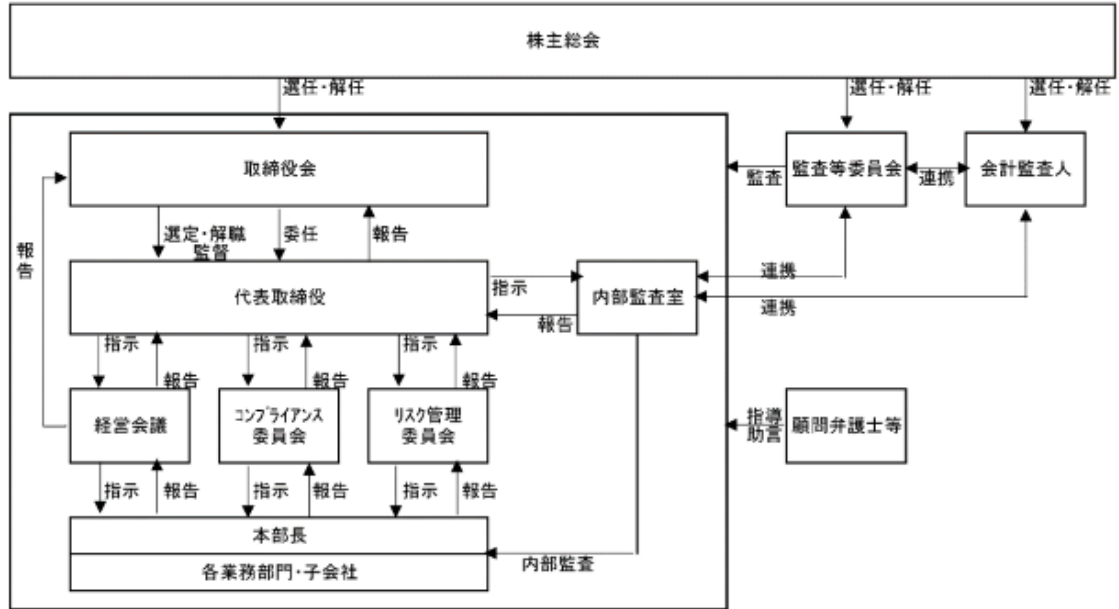 株主総会
選任・解任
選任・解任
選任・解任
取締役会
監査等委員会
会計監査人
監査
連携
報告
選定・解職
監督
委任
報告
代表取締役
指示
報告
内部監査室
連携
連携
指示
報告
指示
報告
指示
報告
経営会議
コンプライアンス
委員会
リスク管理
委員会
指導
助言
顧問弁護士等
指示
報告
指示
報告
指示
報告
本部長
内部監査
各業務部門・子会社